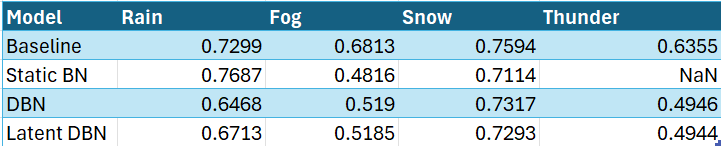 Model Rain Fog Snow Thunder
Baseline 0.7299 0.6813 0.7594 0.6355
Static BN 0.7687 0.4816 0.7114 NaN
DBN 0.6468 0.519 0.7317 0.4946
Latent DBN 0.6713 0.5185 0.7293 0.4944